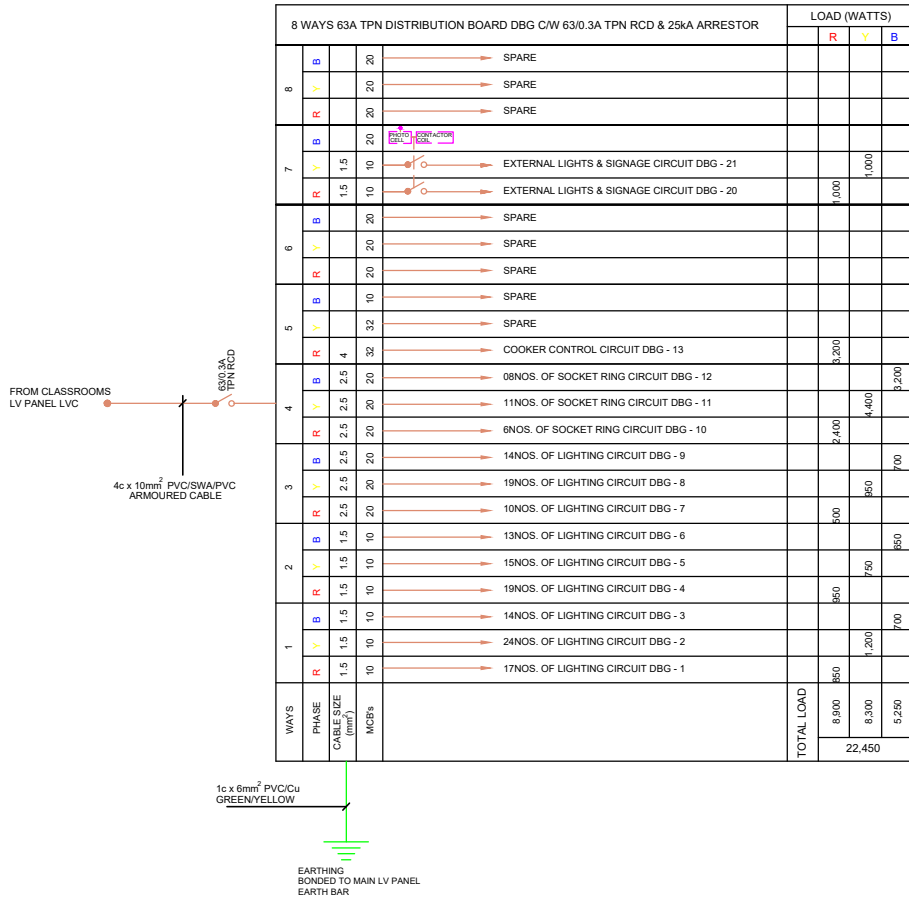 8 WAYS 63A TPN DISTRIBUTION BOARD DBG C/W 63/0.3A TPN RCD & 25kA ARRESTOR
LOAD (WATTS)
R Y B
8
B 20 SPARE
Y 20 SPARE
R 20 SPARE
7
B 20 PHOTO CELL CONTACTOR COIL
Y 1.5 10 EXTERNAL LIGHTS & SIGNAGE CIRCUIT DBG - 21 1,000
R 1.5 10 EXTERNAL LIGHTS & SIGNAGE CIRCUIT DBG - 20 1,000
6
B 20 SPARE
Y 20 SPARE
R 20 SPARE
5
B 10 SPARE
Y 32 SPARE
R 4 32 COOKER CONTROL CIRCUIT DBG - 13 3,200
4
B 2.5 20 08NOS. OF SOCKET RING CIRCUIT DBG - 12 3,200
Y 2.5 20 11NOS. OF SOCKET RING CIRCUIT DBG - 11 4,400
R 2.5 20 6NOS. OF SOCKET RING CIRCUIT DBG - 10 2,400
3
B 2.5 20 14NOS. OF LIGHTING CIRCUIT DBG - 9 700
Y 2.5 20 19NOS. OF LIGHTING CIRCUIT DBG - 8 950
R 2.5 20 10NOS. OF LIGHTING CIRCUIT DBG - 7 500
2
B 1.5 10 13NOS. OF LIGHTING CIRCUIT DBG - 6 650
Y 1.5 10 15NOS. OF LIGHTING CIRCUIT DBG - 5 750
R 1.5 10 19NOS. OF LIGHTING CIRCUIT DBG - 4 950
1
B 1.5 10 14NOS. OF LIGHTING CIRCUIT DBG - 3 700
Y 1.5 10 24NOS. OF LIGHTING CIRCUIT DBG - 2 1,200
R 1.5 10 17NOS. OF LIGHTING CIRCUIT DBG - 1 850
WAYS PHASE CABLE SIZE (mm²) MCB's TOTAL LOAD 8,900 8,300 5,250
22,450
63/0.3A
TPN RCD
FROM CLASSROOMS
LV PANEL LVC
4c x 10mm² PVC/SWA/PVC
ARMOURED CABLE
1c x 6mm² PVC/Cu
GREEN/YELLOW
EARTHING
BONDED TO MAIN LV PANEL
EARTH BAR